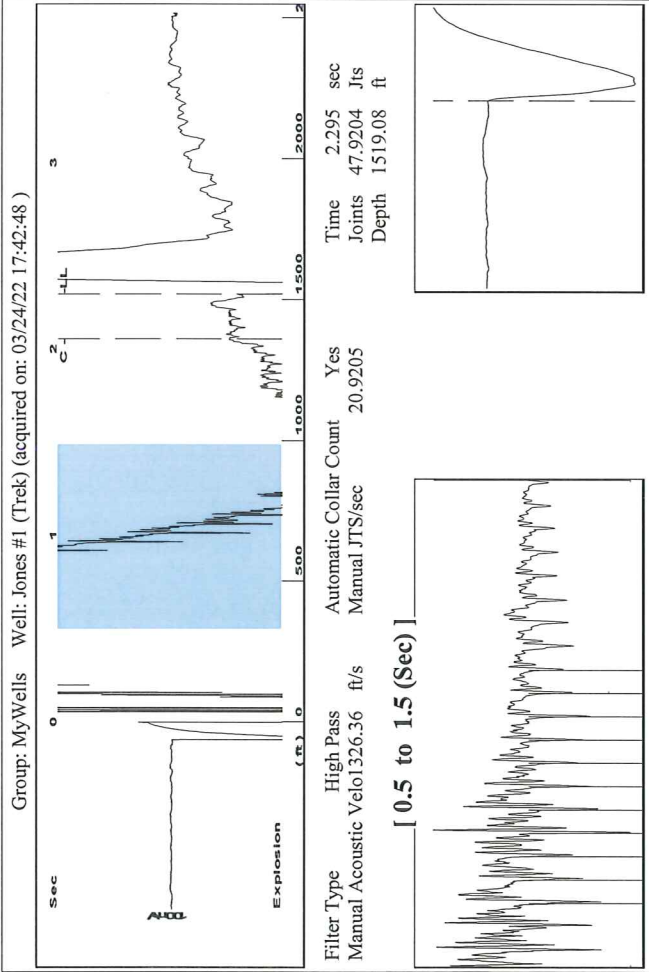 Group: MyWells Well: Jones #1 (Trek) (acquired on: 03/24/22 17:42:48 )
Sec
0
1
2
3
C
LL
Explosion
(ft) 0
500
1000
1500
2000
2
Filter Type High Pass
Manual Acoustic Velo1326.36 ft/s
Automatic Collar Count Yes
Manual JTS/sec 20.9205
Time 2.295 sec
Joints 47.9204 Jts
Depth 1519.08 ft
[ 0.5 to 1.5 (Sec) ]